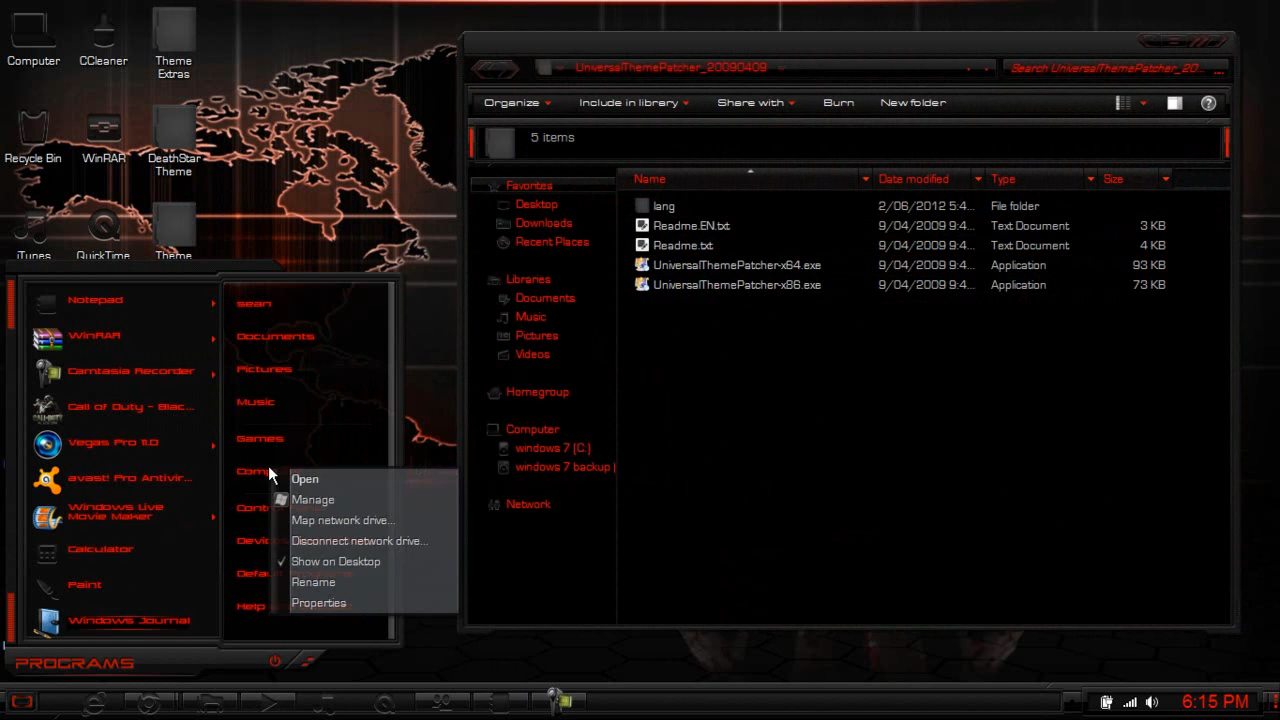 Computer
CCleaner
Theme Extras
Recycle Bin
WinRAR
DeathStar Theme
iTunes
QuickTime
Theme
UniversalThemePatcher_20090409
Search UniversalThemePatcher_20...
Organize
Include in library
Share with
Burn
New folder
5 items
Favorites
Desktop
Downloads
Recent Places
Libraries
Documents
Music
Pictures
Videos
Homegroup
Computer
windows 7 (C:)
windows 7 backup (
Network
Name
Date modified
Type
Size
lang 2/06/2012 5:4... File folder
Readme.EN.txt 9/04/2009 9:4... Text Document 3 KB
Readme.txt 9/04/2009 9:4... Text Document 4 KB
UniversalThemePatcher-x64.exe 9/04/2009 9:4... Application 93 KB
UniversalThemePatcher-x86.exe 9/04/2009 9:4... Application 73 KB
Notepad
WinRAR
Camtasia Recorder
Call of Duty - Blac...
Vegas Pro 11.0
avast! Pro Antivir...
Windows Live Movie Maker
Calculator
Paint
Windows Journal
PROGRAMS
sean
Documents
Pictures
Music
Games
Help
Open
Manage
Map network drive...
Disconnect network drive...
Show on Desktop
Rename
Properties
6:15 PM